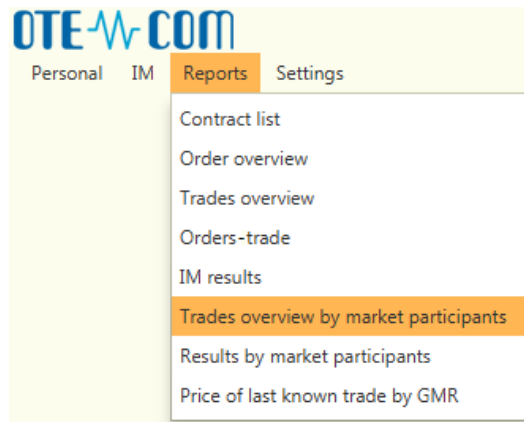 OTE COM
Personal IM Reports Settings
Contract list
Order overview
Trades overview
Orders-trade
IM results
Trades overview by market participants
Results by market participants
Price of last known trade by GMR